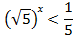 (√5)^x < 1/5